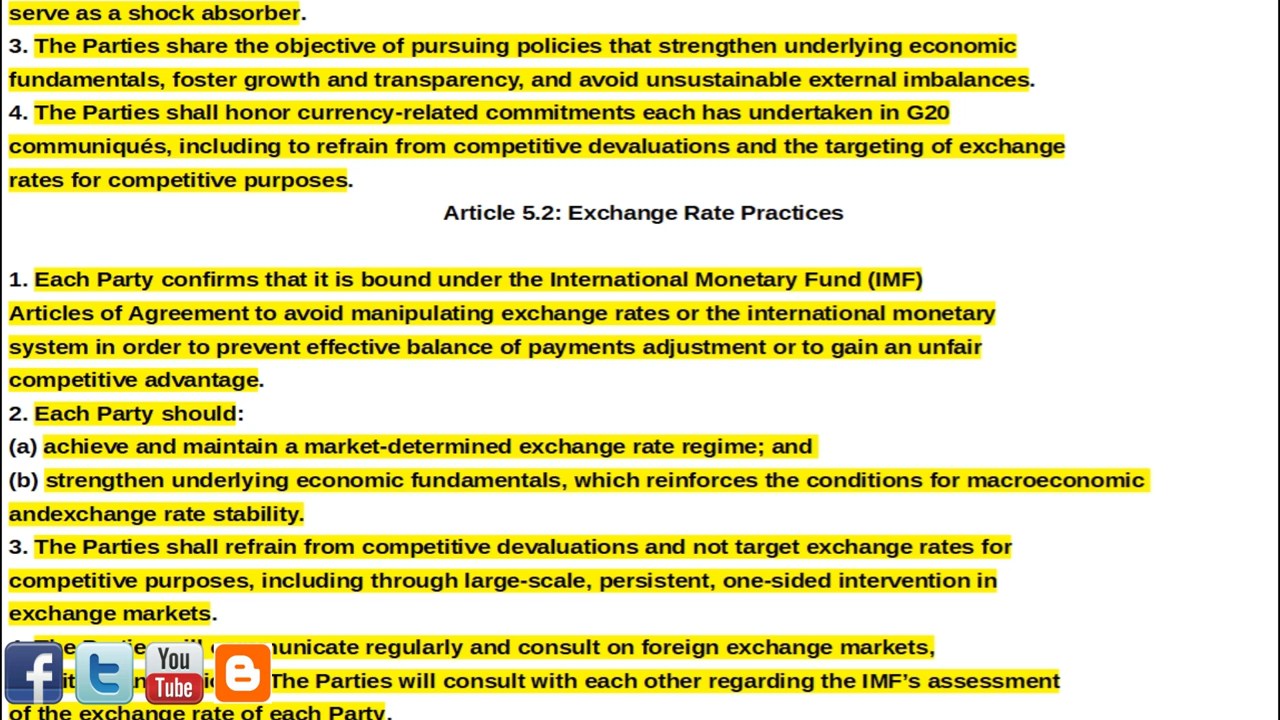 serve as a shock absorber.
3. The Parties share the objective of pursuing policies that strengthen underlying economic
fundamentals, foster growth and transparency, and avoid unsustainable external imbalances.
4. The Parties shall honor currency-related commitments each has undertaken in G20
communiqués, including to refrain from competitive devaluations and the targeting of exchange
rates for competitive purposes.
Article 5.2: Exchange Rate Practices
1. Each Party confirms that it is bound under the International Monetary Fund (IMF)
Articles of Agreement to avoid manipulating exchange rates or the international monetary
system in order to prevent effective balance of payments adjustment or to gain an unfair
competitive advantage.
2. Each Party should:
(a) achieve and maintain a market-determined exchange rate regime; and
(b) strengthen underlying economic fundamentals, which reinforces the conditions for macroeconomic
andexchange rate stability.
3. The Parties shall refrain from competitive devaluations and not target exchange rates for
competitive purposes, including through large-scale, persistent, one-sided intervention in
exchange markets.
The Parties will communicate regularly and consult on foreign exchange markets,
The Parties will consult with each other regarding the IMF’s assessment
of the exchange rate of each Party.
You
Tube